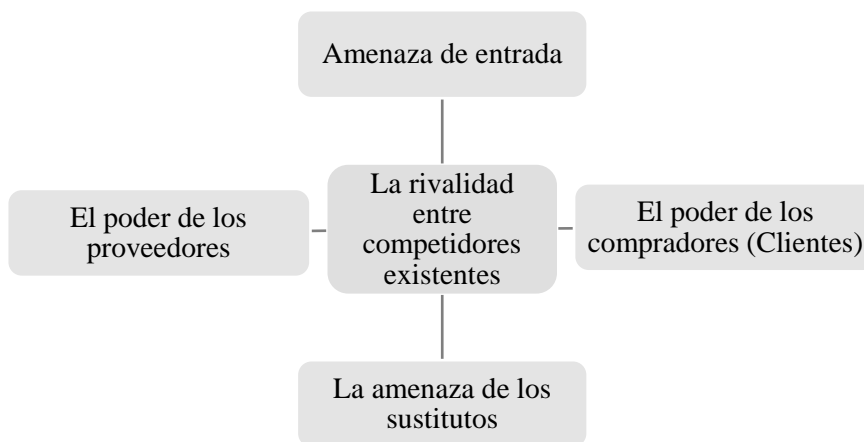 Amenaza de entrada
El poder de los
proveedores
La rivalidad
entre
competidores
existentes
El poder de los
compradores (Clientes)
La amenaza de los
sustitutos